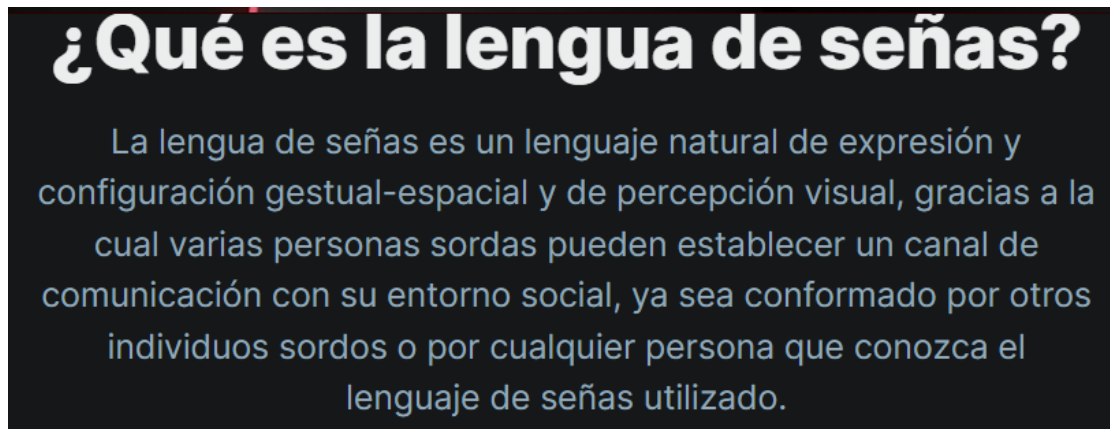 ¿Qué es la lengua de señas?
La lengua de señas es un lenguaje natural de expresión y
configuración gestual-espacial y de percepción visual, gracias a la
cual varias personas sordas pueden establecer un canal de
comunicación con su entorno social, ya sea conformado por otros
individuos sordos o por cualquier persona que conozca el
lenguaje de señas utilizado.